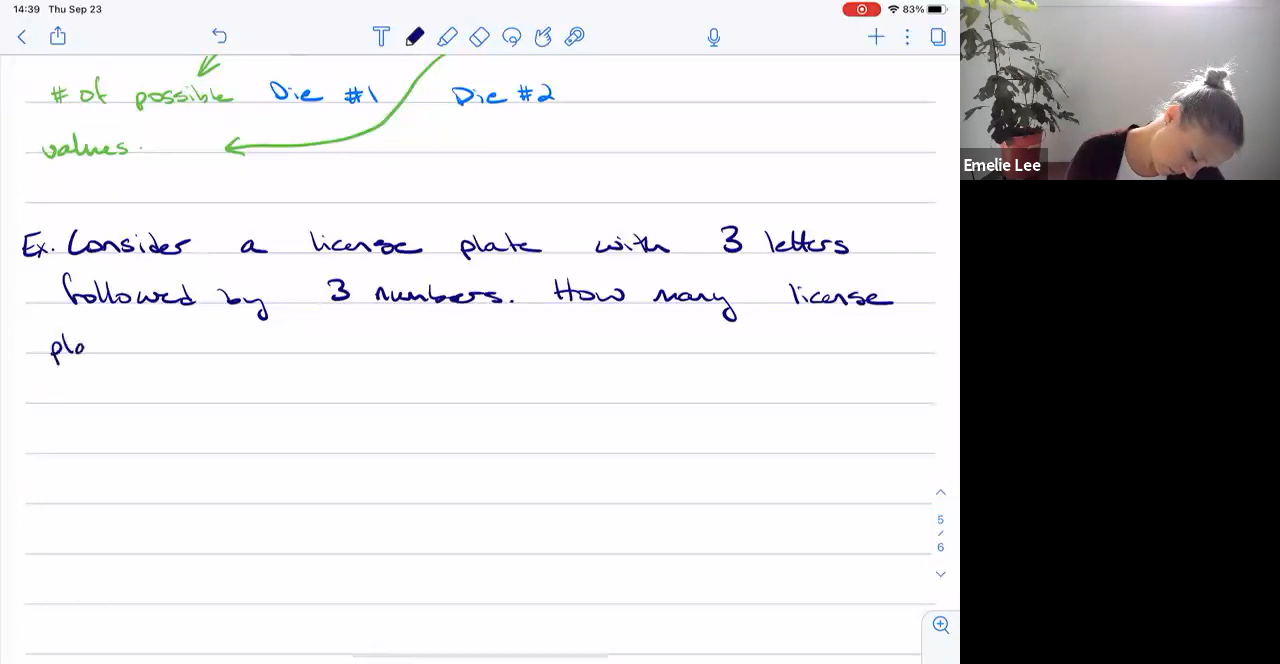 14:39 Thu Sep 23
83%
# of possible Die #1 Die #2
values.
Emelie Lee
Ex. Consider a license plate with 3 letters
followed by 3 numbers. How many license
pla
5
6